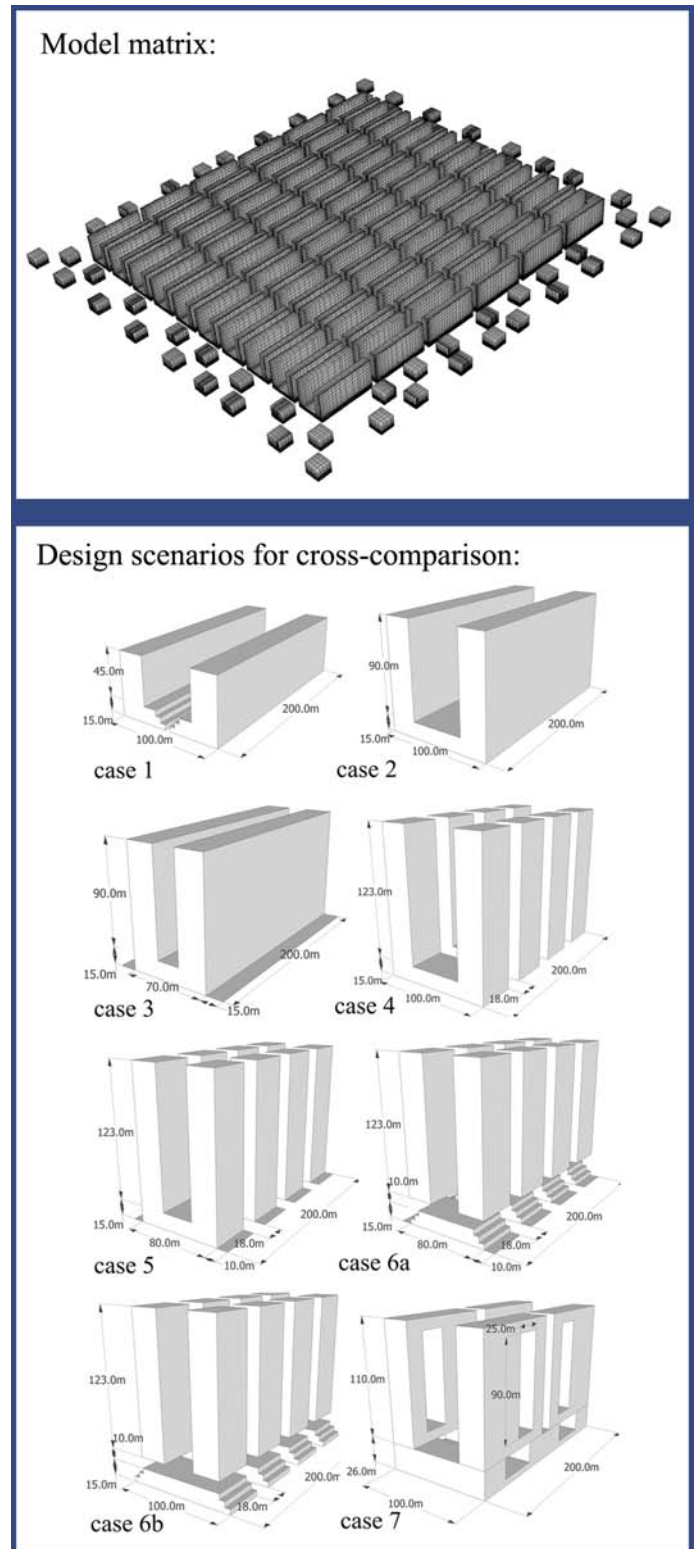 Model matrix:
Design scenarios for cross-comparison:
45.0m
15.0m
100.0m
200.0m
case 1
90.0m
15.0m
100.0m
200.0m
case 2
90.0m
15.0m
70.0m
15.0m
200.0m
case 3
123.0m
15.0m
100.0m
18.0m
200.0m
case 4
123.0m
15.0m
80.0m
18.0m
10.0m
200.0m
case 5
123.0m
10.0m
15.0m
80.0m
18.0m
10.0m
200.0m
case 6a
123.0m
10.0m
15.0m
100.0m
18.0m
200.0m
case 6b
25.0m
110.0m
90.0m
26.0m
100.0m
200.0m
case 7